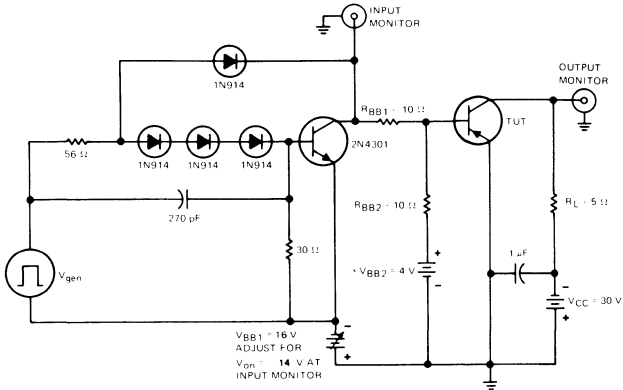 INPUT
MONITOR
1N914
OUTPUT
MONITOR
RBB1 = 10 Ω
TUT
56 Ω
1N914
1N914
1N914
2N4301
270 pF
RBB2 = 10 Ω
RL = 5 Ω
30 Ω
Vgen
+
VBB2 = 4 V
-
1 µF
-
VCC = 30 V
+
VBB1 = 16 V
ADJUST FOR
Von = 14 V AT
INPUT MONITOR
-
+